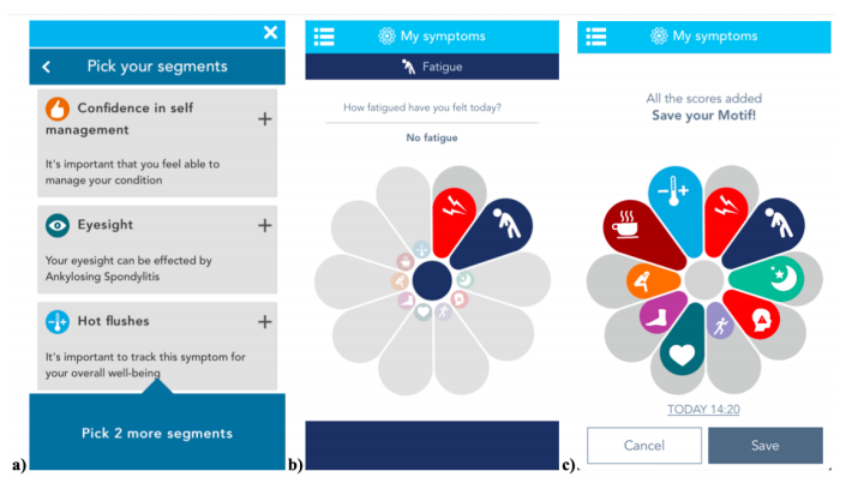 Pick your segments
Confidence in self
management
It's important that you feel able to
manage your condition
Eyesight
Your eyesight can be effected by
Ankylosing Spondylitis
Hot flushes
It's important to track this symptom for
your overall well-being
Pick 2 more segments
a)
My symptoms
Fatigue
How fatigued have you felt today?
No fatigue
b)
My symptoms
All the scores added
Save your Motif!
TODAY 14:20
Cancel
Save
c).